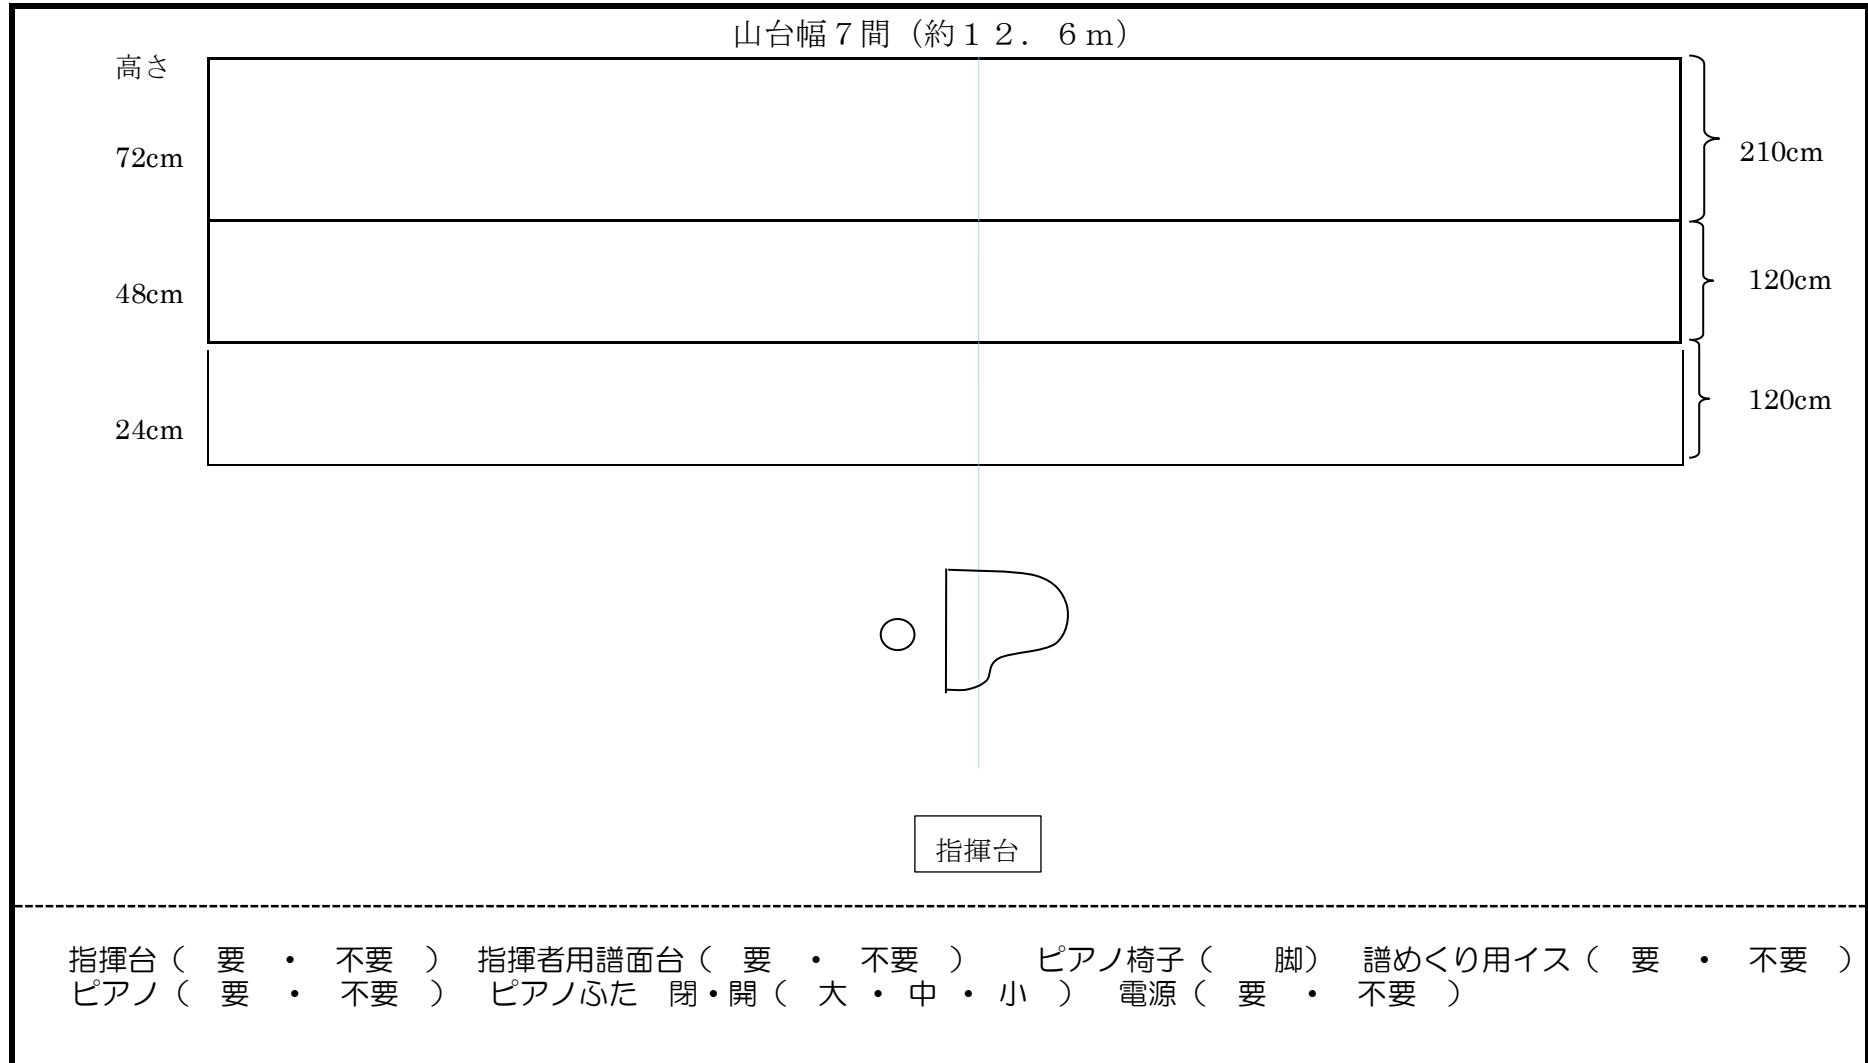 山台幅７間（約１２．６ｍ）
高さ
72cm
210cm
48cm
120cm
24cm
120cm
指揮台
指揮台（　要　・　不要　）　指揮者用譜面台（　要　・　不要　）　　ピアノ椅子（　　脚）　譜めくり用イス（　要　・　不要　）
ピアノ（　要　・　不要　）　ピアノふた　閉・開（　大　・　中　・　小　）　電源（　要　・　不要　）